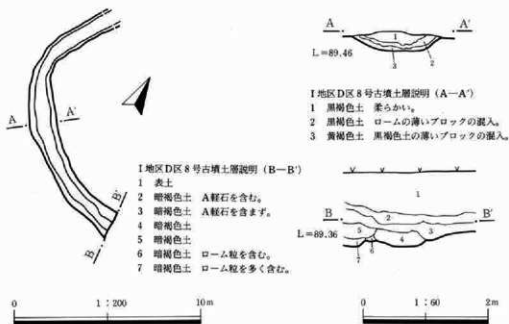 A A'
L=89.46
1
2
3
I地区D区8号古墳土層説明（A—A'）
1 黒褐色土 柔らかい。
2 黒褐色土 ロームの薄いブロックの混入。
3 黄褐色土 黒褐色土の薄いブロックの混入。
A A'
B B'
I地区D区8号古墳土層説明（B—B'）
1 表土
2 暗褐色土 A軽石を含む。
3 暗褐色土 A軽石を含まず。
4 暗褐色土
5 暗褐色土
6 暗褐色土 ローム粒を含む。
7 暗褐色土 ローム粒を多く含む。
B B'
L=89.36
1
2
5 4 3
6
7
0 1:200 10m
0 1:60 2m